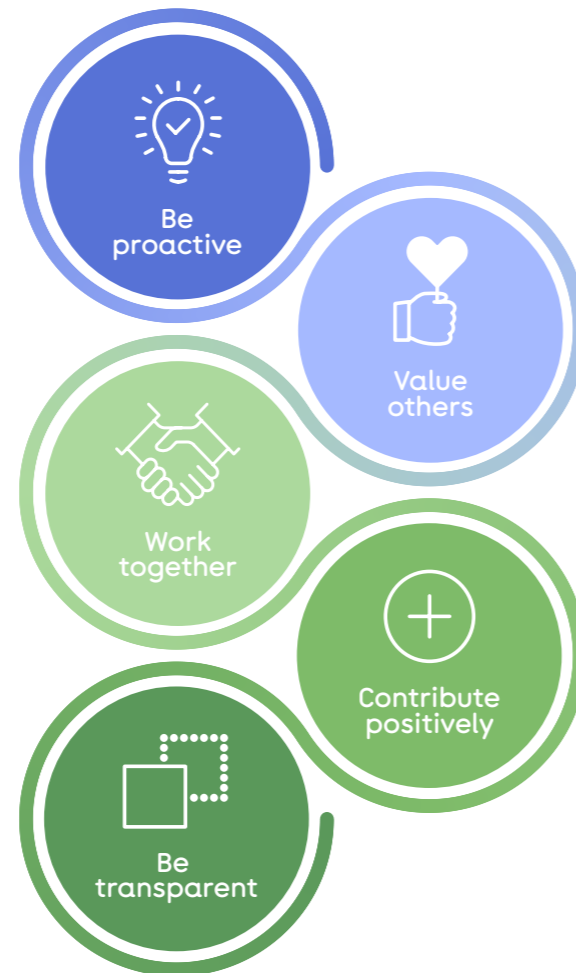 Be
proactive
Value
others
Work
together
Contribute
positively
Be
transparent